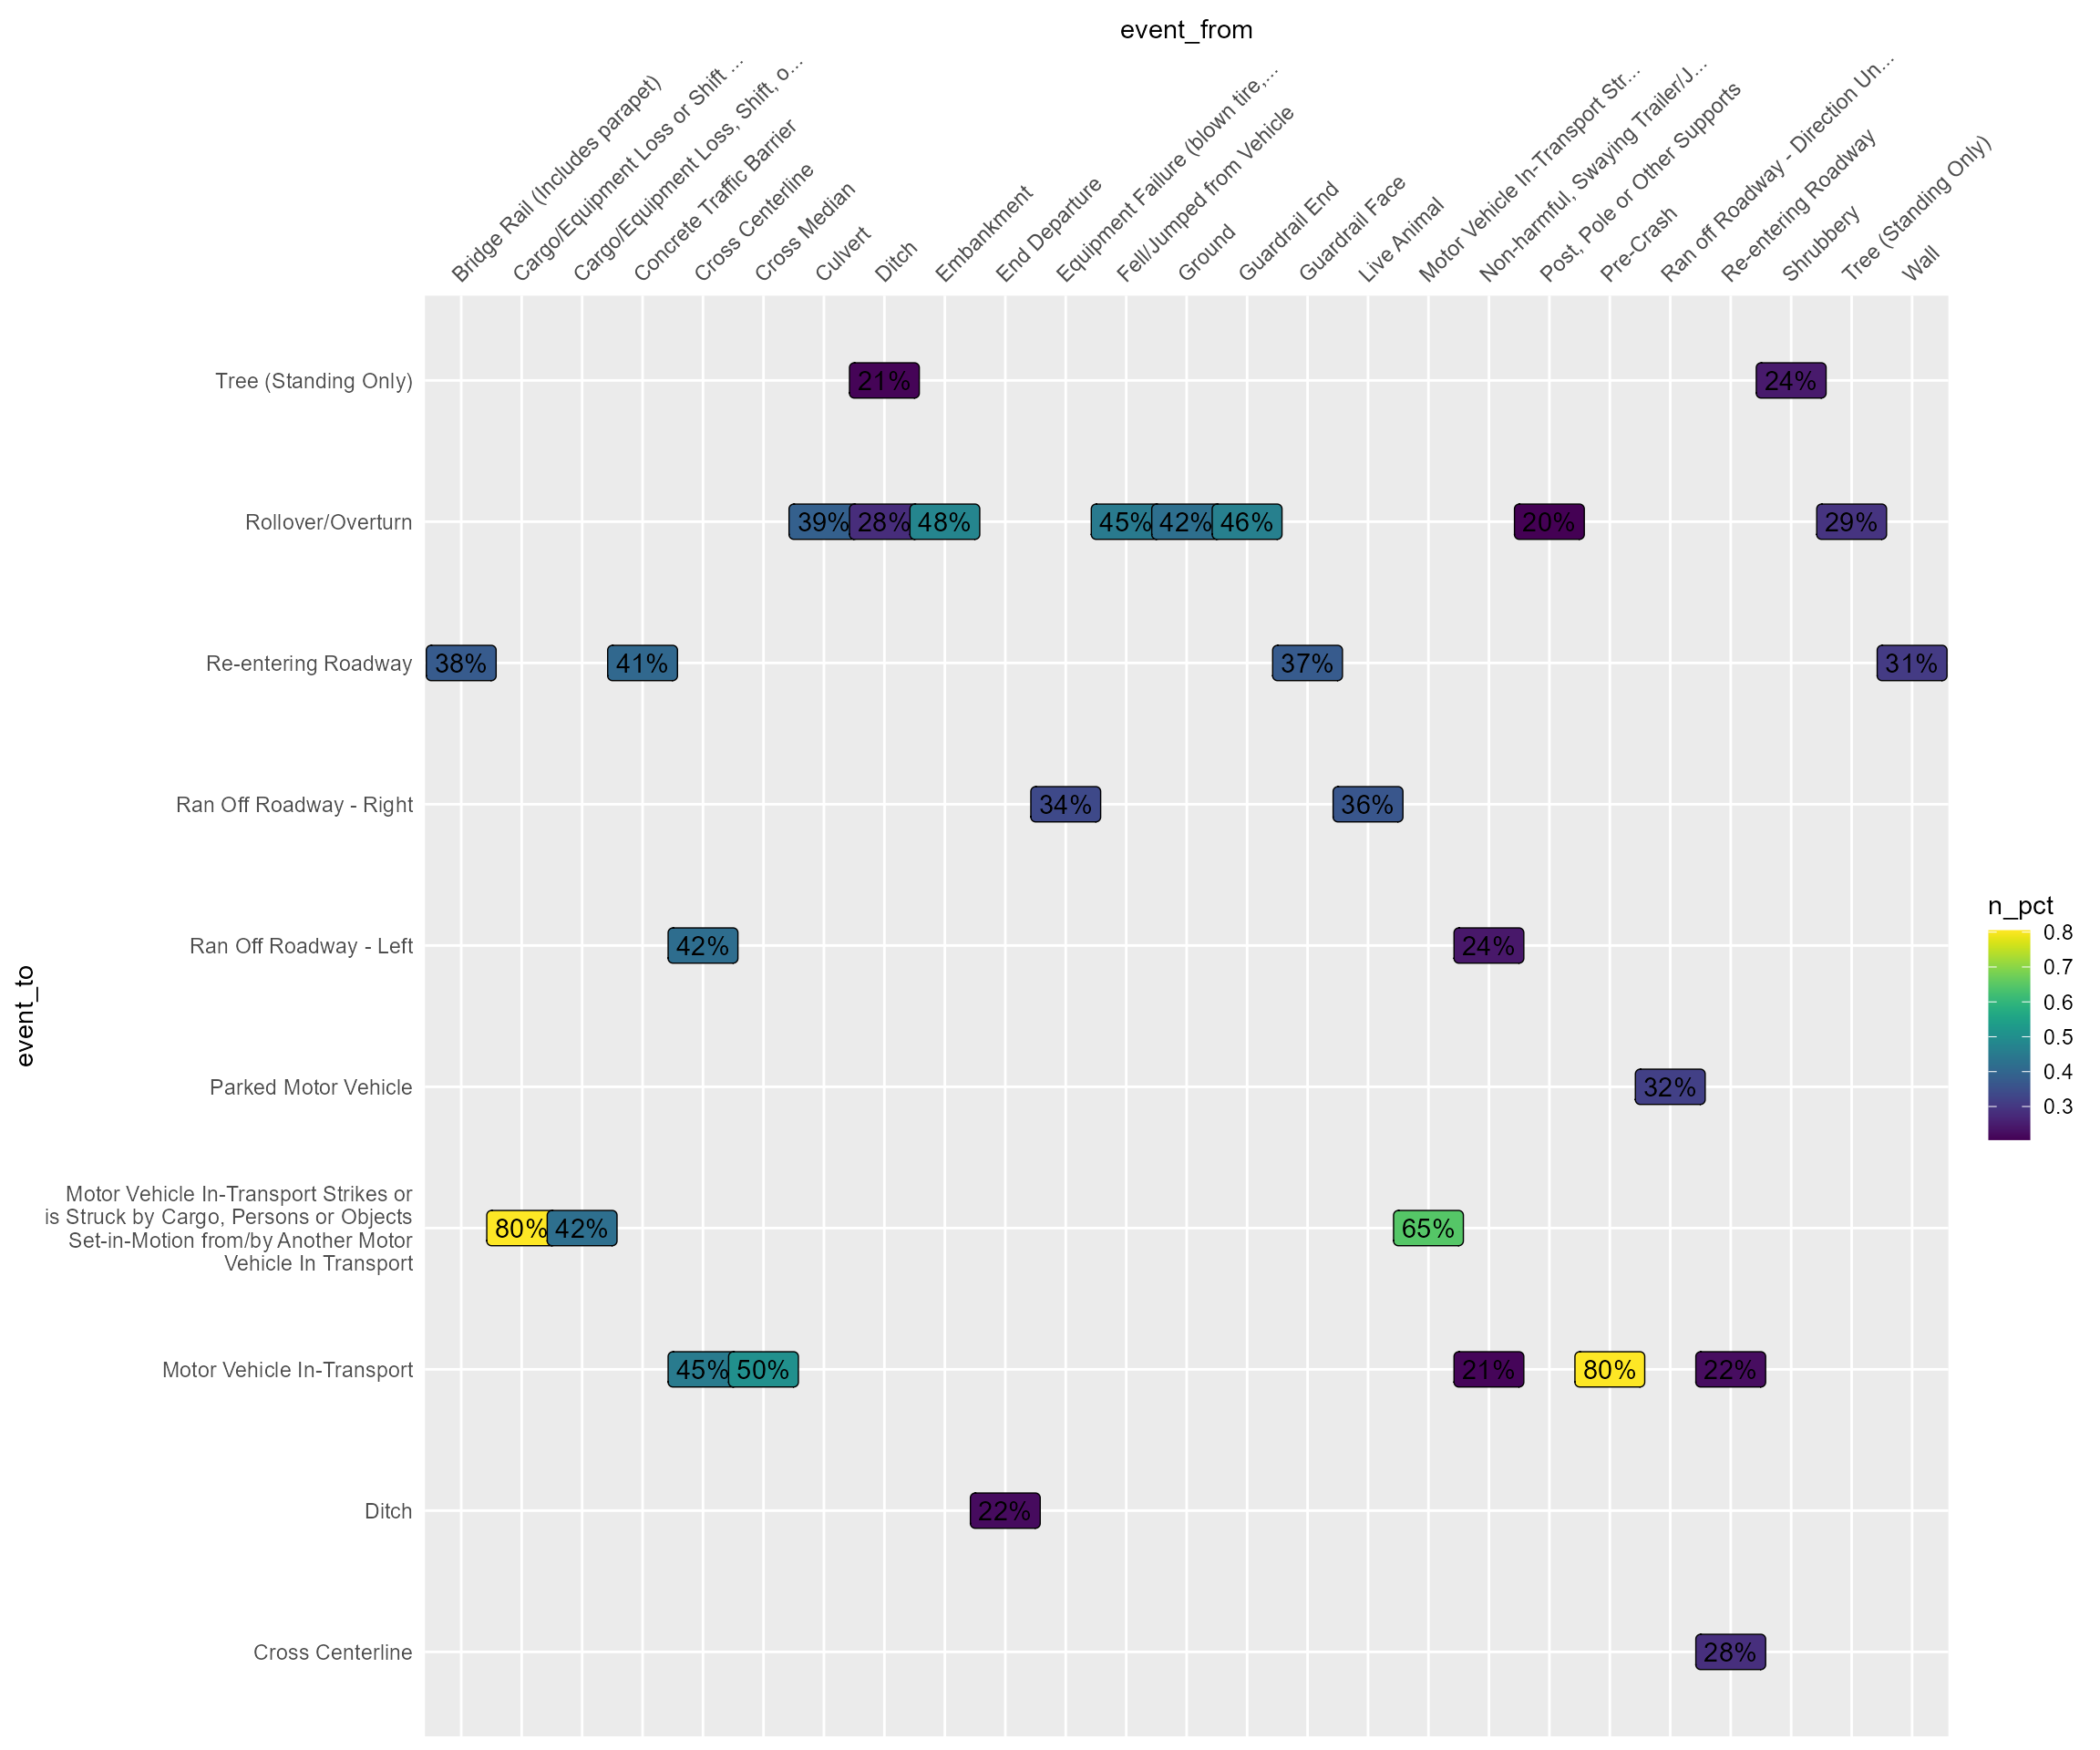 event_from
Bridge Rail (Includes parapet)
Cargo/Equipment Loss or Shift ...
Cargo/Equipment Loss, Shift, o...
Concrete Traffic Barrier
Cross Centerline
Cross Median
Culvert
Ditch
Embankment
End Departure
Equipment Failure (blown tire,...
Fell/Jumped from Vehicle
Ground
Guardrail End
Guardrail Face
Live Animal
Motor Vehicle In-Transport Str...
Non-harmful, Swaying Trailer/J...
Post, Pole or Other Supports
Pre-Crash
Ran off Roadway - Direction Un...
Re-entering Roadway
Shrubbery
Tree (Standing Only)
Wall
Tree (Standing Only)
21%
24%
Rollover/Overturn
39%
28%
48%
45%
42%
46%
20%
29%
Re-entering Roadway
38%
41%
37%
31%
Ran Off Roadway - Right
34%
36%
Ran Off Roadway - Left
42%
24%
Parked Motor Vehicle
32%
Motor Vehicle In-Transport Strikes or
is Struck by Cargo, Persons or Objects
Set-in-Motion from/by Another Motor
Vehicle In Transport
80%
42%
65%
Motor Vehicle In-Transport
45%
50%
21%
80%
22%
Ditch
22%
Cross Centerline
28%
event_to
n_pct
0.8
0.7
0.6
0.5
0.4
0.3